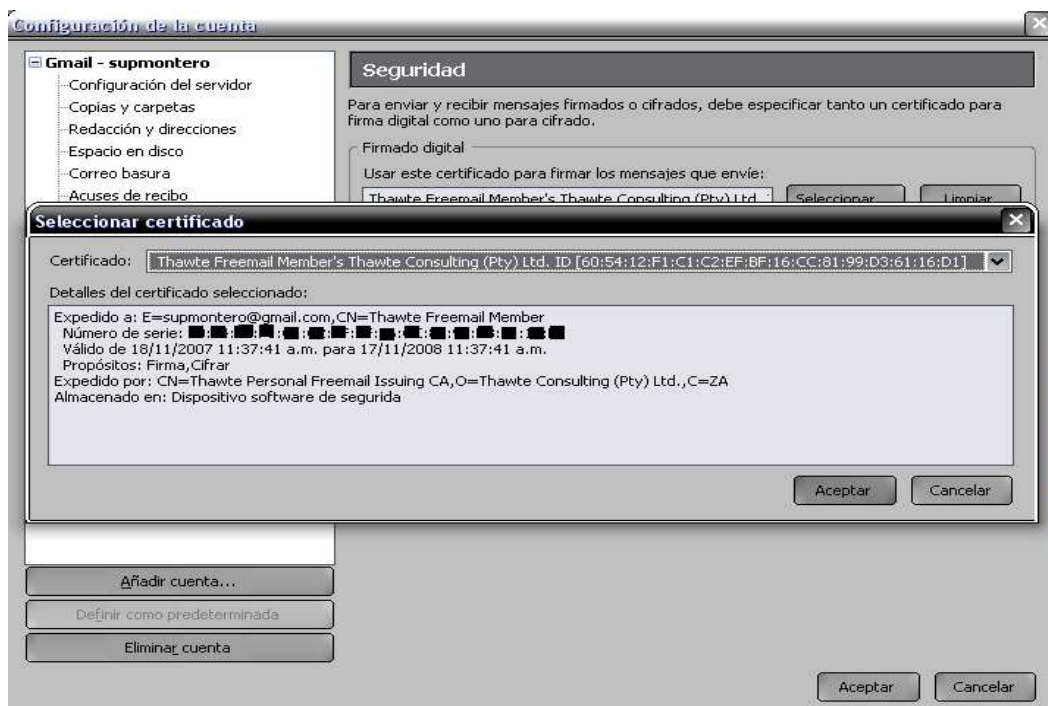 Configuración de la cuenta
Gmail - supmontero
Configuración del servidor
Copias y carpetas
Redacción y direcciones
Espacio en disco
Correo basura
Acuses de recibo
Seguridad
Para enviar y recibir mensajes firmados o cifrados, debe especificar tanto un certificado para
firma digital como uno para cifrado.
Firmado digital
Usar este certificado para firmar los mensajes que envíe:
Thawte Freemail Member's Thawte Consulting (Pty) Ltd.
Seleccionar
Limpiar
Seleccionar certificado
Certificado:
Thawte Freemail Member's Thawte Consulting (Pty) Ltd. ID [60:54:12:F1:C1:C2:EF:BF:16:CC:81:99:D3:61:16:D1]
Detalles del certificado seleccionado:
Expedido a: E=supmontero@gmail.com,CN=Thawte Freemail Member
Número de serie:
Válido de 18/11/2007 11:37:41 a.m. para 17/11/2008 11:37:41 a.m.
Propósitos: Firma,Cifrar
Expedido por: CN=Thawte Personal Freemail Issuing CA,O=Thawte Consulting (Pty) Ltd.,C=ZA
Almacenado en: Dispositivo software de segurida
Aceptar
Cancelar
Añadir cuenta...
Definir como predeterminada
Eliminar cuenta
Aceptar
Cancelar